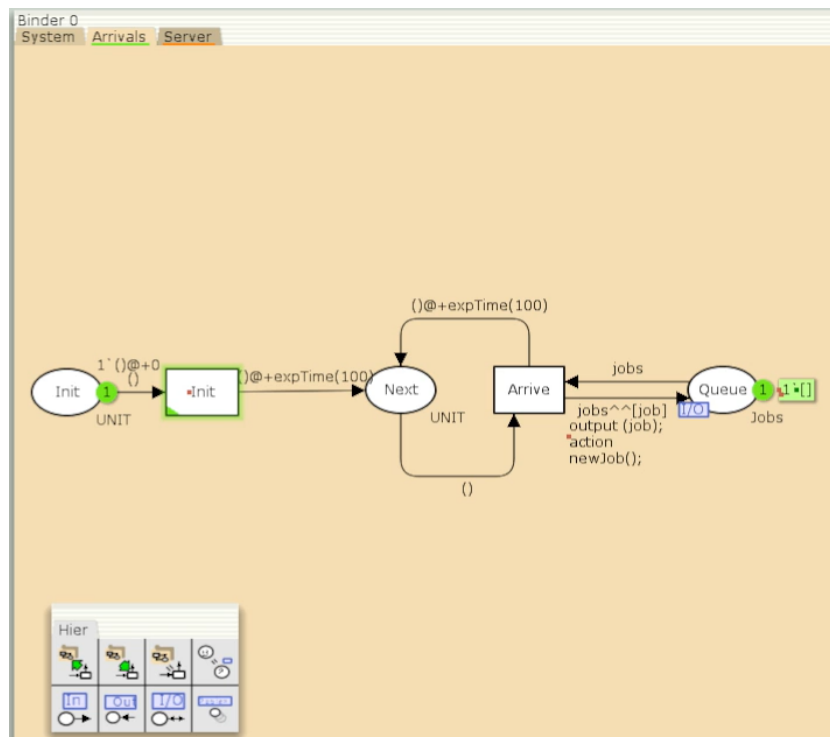 Binder 0
System Arrivals Server
()@+expTime(100)
1`()@+0
()
Init
1
UNIT
Init
()@+expTime(100)
Next
UNIT
()
Arrive
jobs
jobs^^[job]
output (job);
action
newJob();
Queue
1
1`[]
I/O
Jobs
Hier
In Out I/O